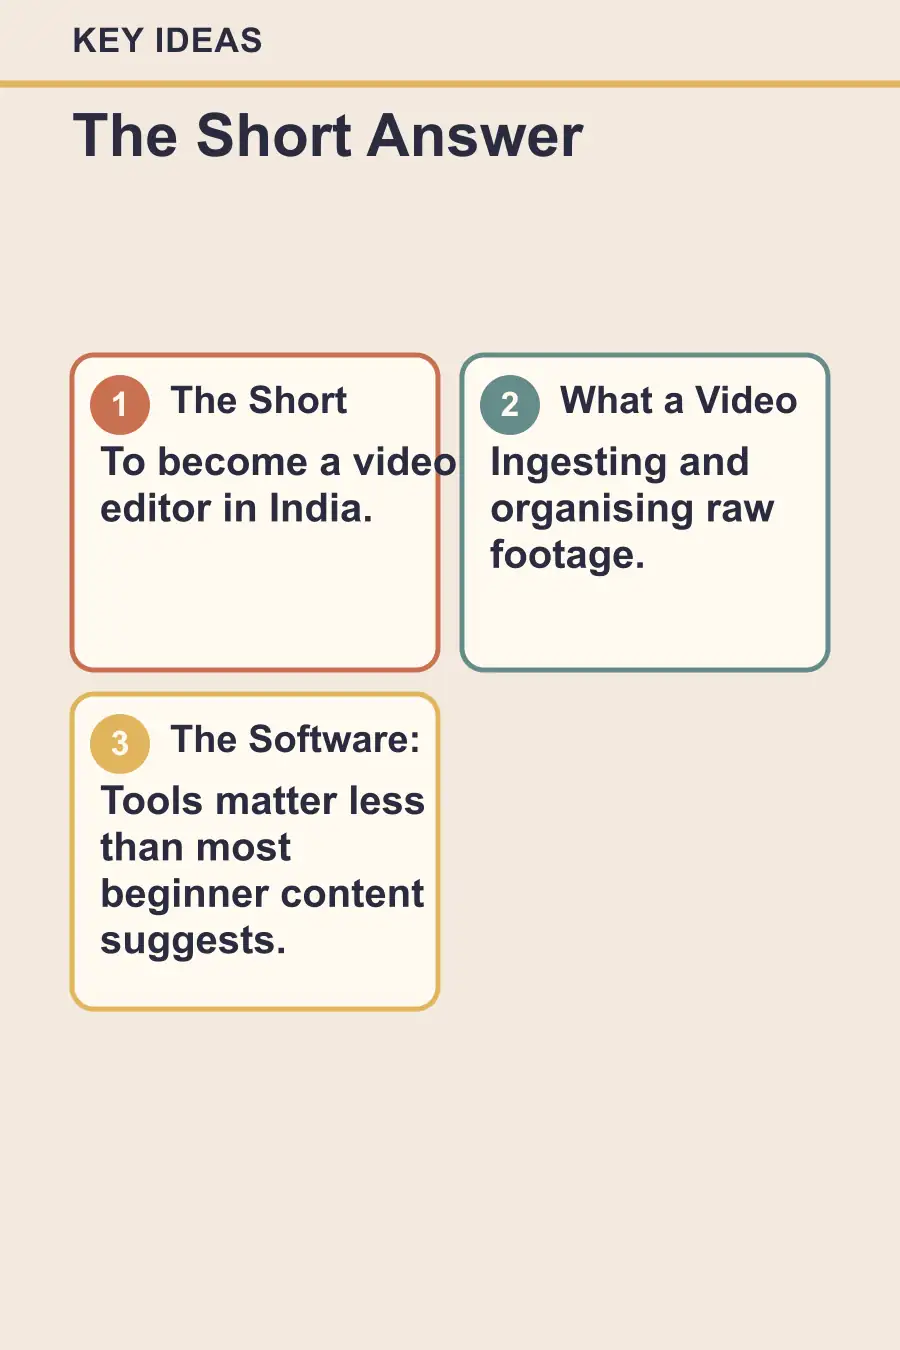 KEY IDEAS
The Short Answer
1 The Short
To become a video
editor in India.
2 What a Video
Ingesting and
organising raw
footage.
3 The Software:
Tools matter less
than most
beginner content
suggests.